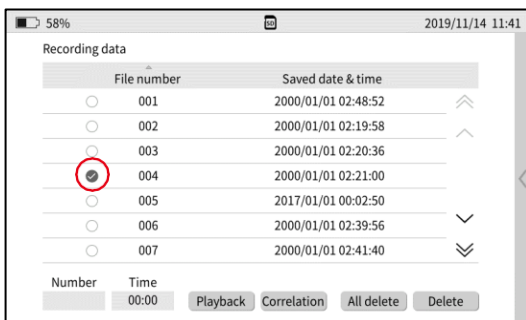 58% SD 2019/11/14 11:41
Recording data
File number Saved date & time
001 2000/01/01 02:48:52
002 2000/01/01 02:19:58
003 2000/01/01 02:20:36
004 2000/01/01 02:21:00
005 2017/01/01 00:02:50
006 2000/01/01 02:39:56
007 2000/01/01 02:41:40
Number Time
00:00 Playback Correlation All delete Delete